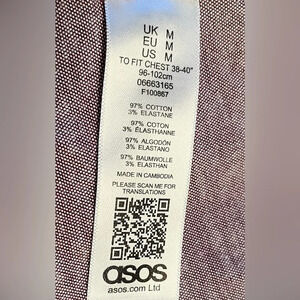 UK M
EU M
US M
TO FIT CHEST 38-40"
96-102cm
06663165
F100867
97% COTTON
3% ELASTANE
97% COTON
3% ÉLASTHANNE
97% ALGODÓN
3% ELASTANO
97% BAUMWOLLE
3% ELASTHAN
MADE IN CAMBODIA
PLEASE SCAN ME FOR
TRANSLATIONS
asos
asos.com Ltd